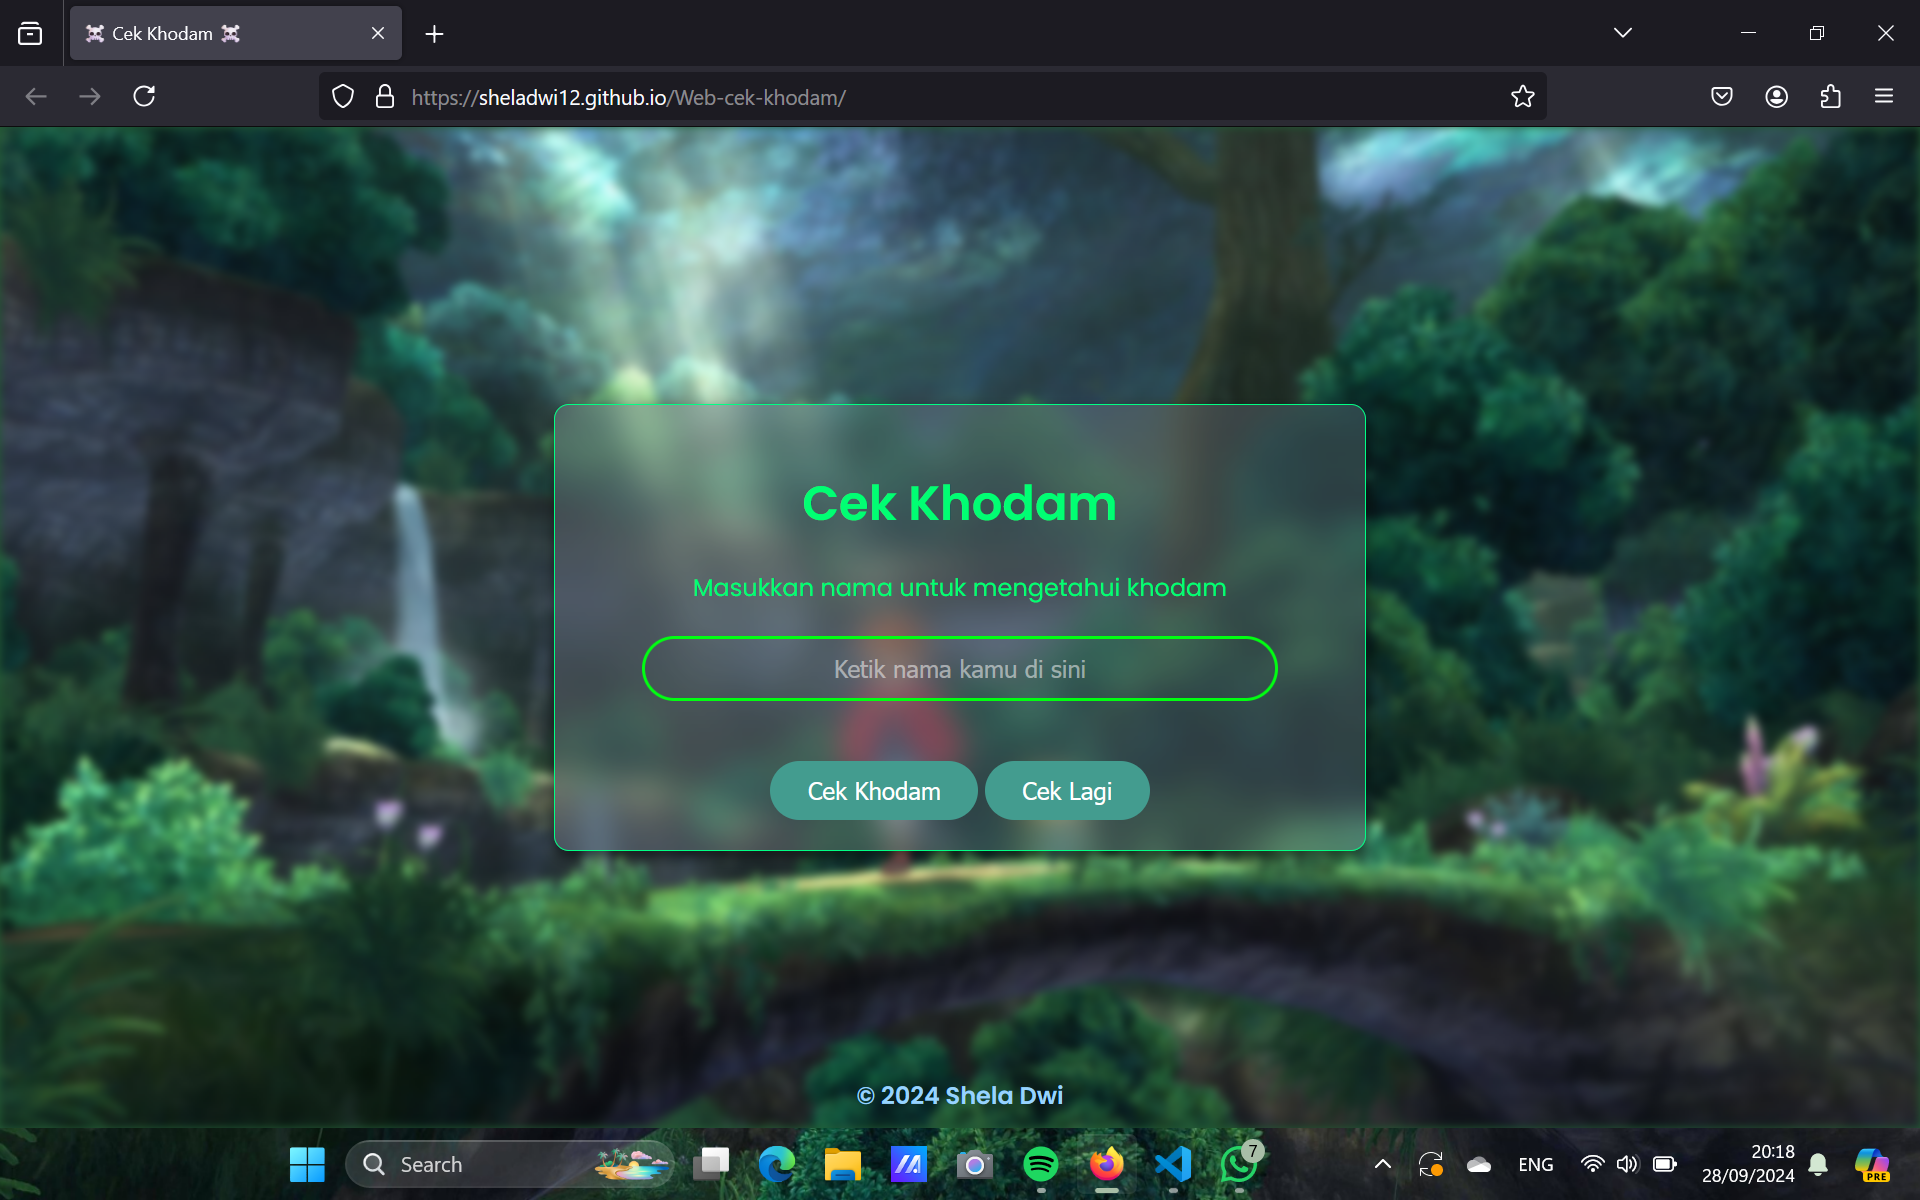 ☠️ Cek Khodam ☠️
https://sheladwi12.github.io/Web-cek-khodam/
Cek Khodam
Masukkan nama untuk mengetahui khodam
Ketik nama kamu di sini
Cek Khodam Cek Lagi
© 2024 Shela Dwi
Search
7
ENG
20:18
28/09/2024
PRE